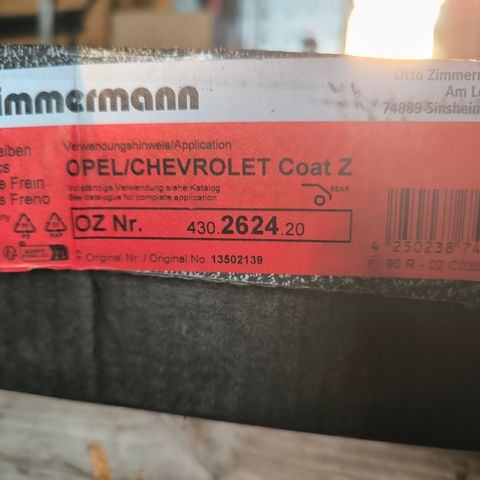 immermann
Otto Zimmerm
Am Le
74889 Sinsheim
eiben
cs
e Frein
s Freno
Verwendungshinweis/Application
OPEL/CHEVROLET Coat Z
Vollständige Verwendung siehe Katalog
See catalogue for complete application
REAR
OZ Nr. 430.2624.20
Original Nr. / Original No. 13502139
4 250238 74
90 R - 02 C035